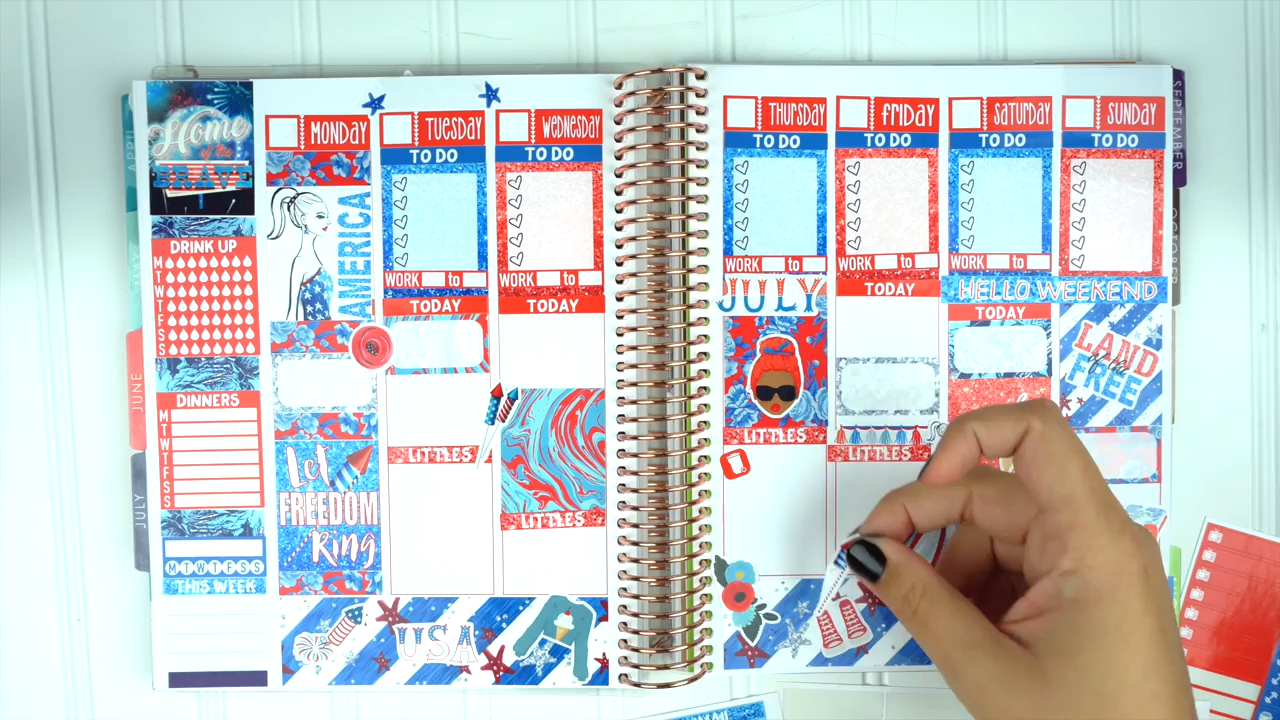 Home
of the
BRAVE
DRINK UP
M
T
W
T
F
S
S
DINNERS
M
T
W
T
F
S
S
M T W T F S S
THIS WEEK
MONDAY
AMERICA
Let
FREEDOM
Ring
TUESDAY
TO DO
WORK to
TODAY
LITTLES
WEDNESDAY
TO DO
WORK to
TODAY
LITTLES
USA
THURSDAY
TO DO
WORK to
JULY
LITTLES
FRIDAY
TO DO
WORK to
TODAY
LITTLES
SATURDAY
TO DO
WORK to
HELLO WEEKEND
TODAY
SUNDAY
TO DO
LAND
of the
FREE
APRIL
MAY
JUNE
JULY
SEPTEMBER
OCTOBER